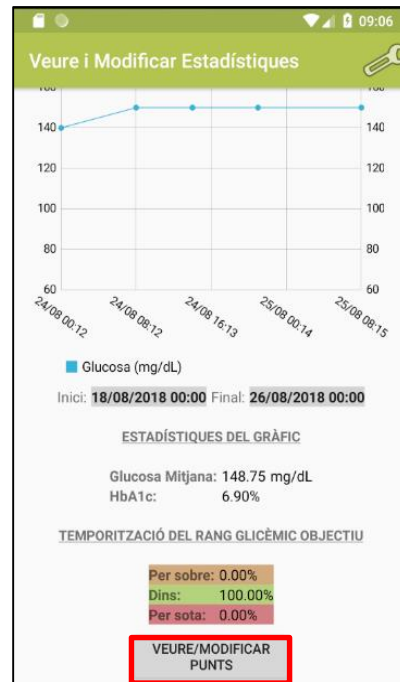 09:06
Veure i Modificar Estadístiques
140 140
120 120
100 100
80 80
60 60
24/08 00:12 24/08 08:12 24/08 16:13 25/08 00:14 25/08 08:15
Glucosa (mg/dL)
Inici: 18/08/2018 00:00 Final: 26/08/2018 00:00
ESTADÍSTIQUES DEL GRÀFIC
Glucosa Mitjana: 148.75 mg/dL
HbA1c: 6.90%
TEMPORITZACIÓ DEL RANG GLICÈMIC OBJECTIU
Per sobre: 0.00%
Dins: 100.00%
Per sota: 0.00%
VEURE/MODIFICAR
PUNTS